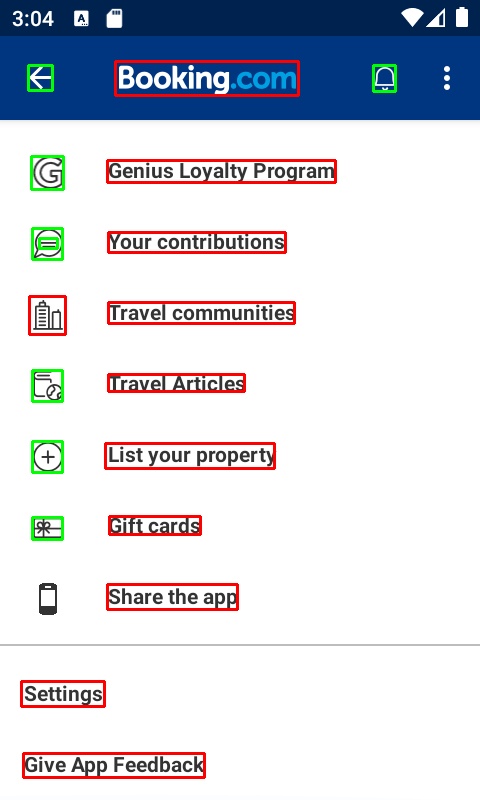 3:04
Booking.com
Genius Loyalty Program
Your contributions
Travel communities
Travel Articles
List your property
Gift cards
Share the app
Settings
Give App Feedback